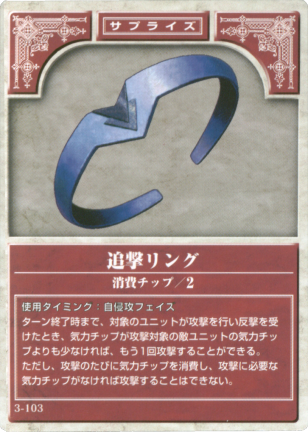 サプライズ
追撃リング
消費チップ/2
使用タイミンク:自侵攻フェイズ
ターン終了時まで、対象のユニットが攻撃を行い反撃を
受けたとき、気力チップが攻撃対象の敵ユニットの気力チッ
プよりも少なければ、もう1回攻撃することができる。
ただし、攻撃のたびに気力チップを消費し、攻撃に必要な
気力チップがなければ攻撃することはできない。
3-103